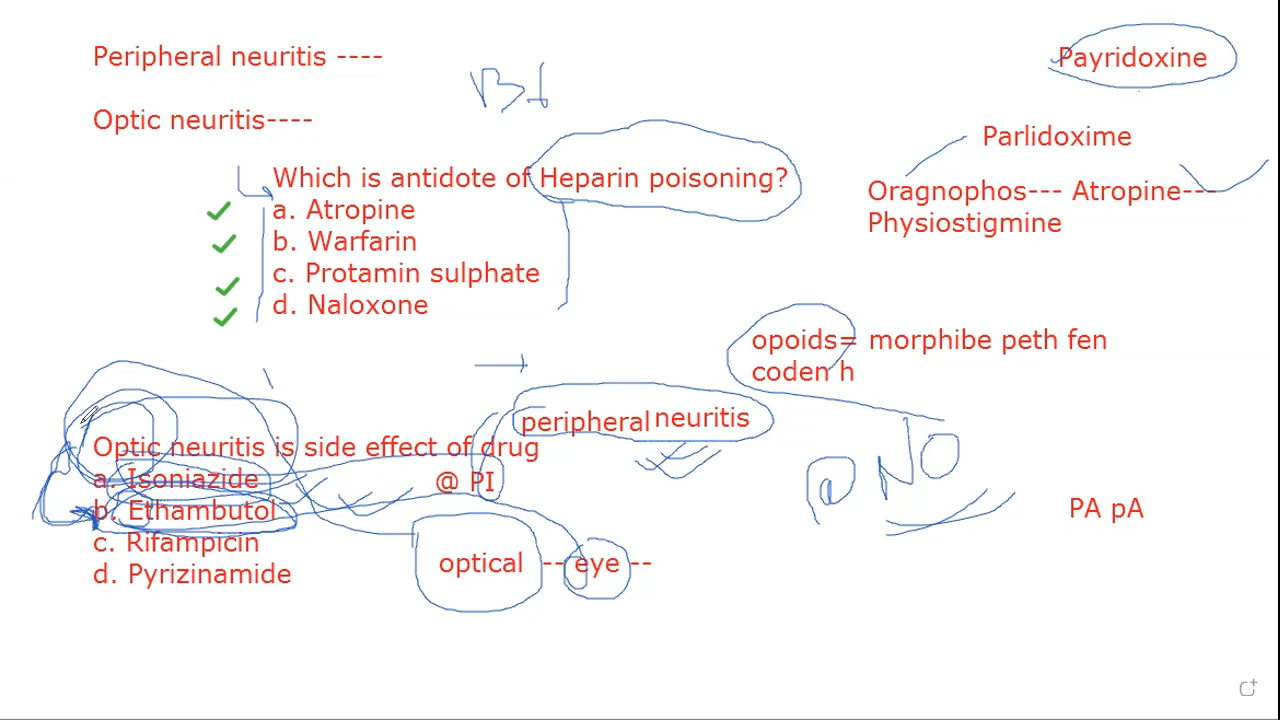 Peripheral neuritis ----
Payridoxine
Optic neuritis----
Parlidoxime
Which is antidote of Heparin poisoning?
a. Atropine
b. Warfarin
c. Protamin sulphate
d. Naloxone
Oragnophos--- Atropine---
Physiostigmine
opoids= morphibe peth fen
coden h
peripheral neuritis
Optic neuritis is side effect of drug
a. Isoniazide
b. Ethambutol
c. Rifampicin
d. Pyrizinamide
@ PI
@ NO
PA pA
optical -- eye --